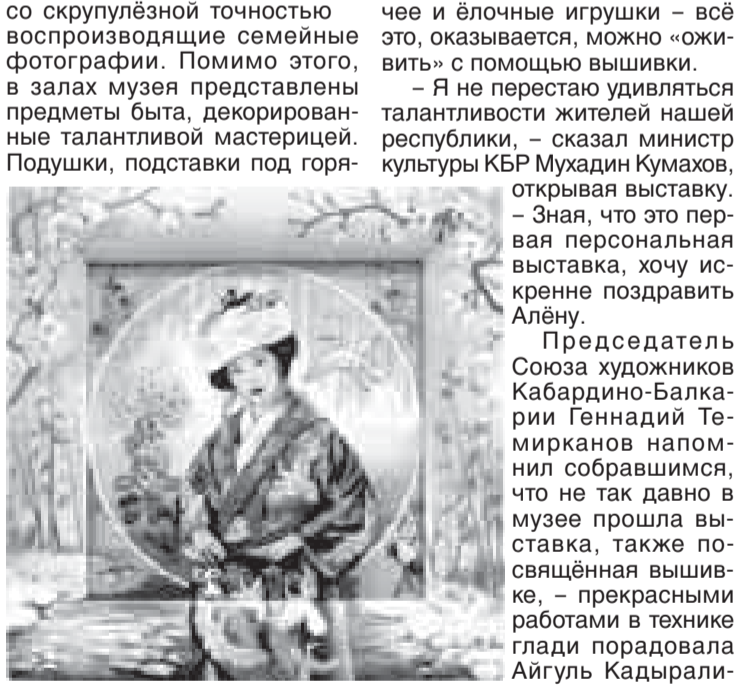 со скрупулёзной точностью
воспроизводящие семейные
фотографии. Помимо этого,
в залах музея представлены
предметы быта, декорирован-
ные талантливой мастерицей.
Подушки, подставки под горя-
чее и ёлочные игрушки – всё
это, оказывается, можно «ожи-
вить» с помощью вышивки.
– Я не перестаю удивляться
талантливости жителей нашей
республики, – сказал министр
культуры КБР Мухадин Кумахов,
открывая выставку.
– Зная, что это пер-
вая персональная
выставка, хочу ис-
кренне поздравить
Алёну.
Председатель
Союза художников
Кабардино-Балка-
рии Геннадий Те-
мирканов напом-
нил собравшимся,
что не так давно в
музее прошла вы-
ставка, также по-
свящённая вышив-
ке, – прекрасными
работами в технике
глади порадовала
Айгуль Кадырали-